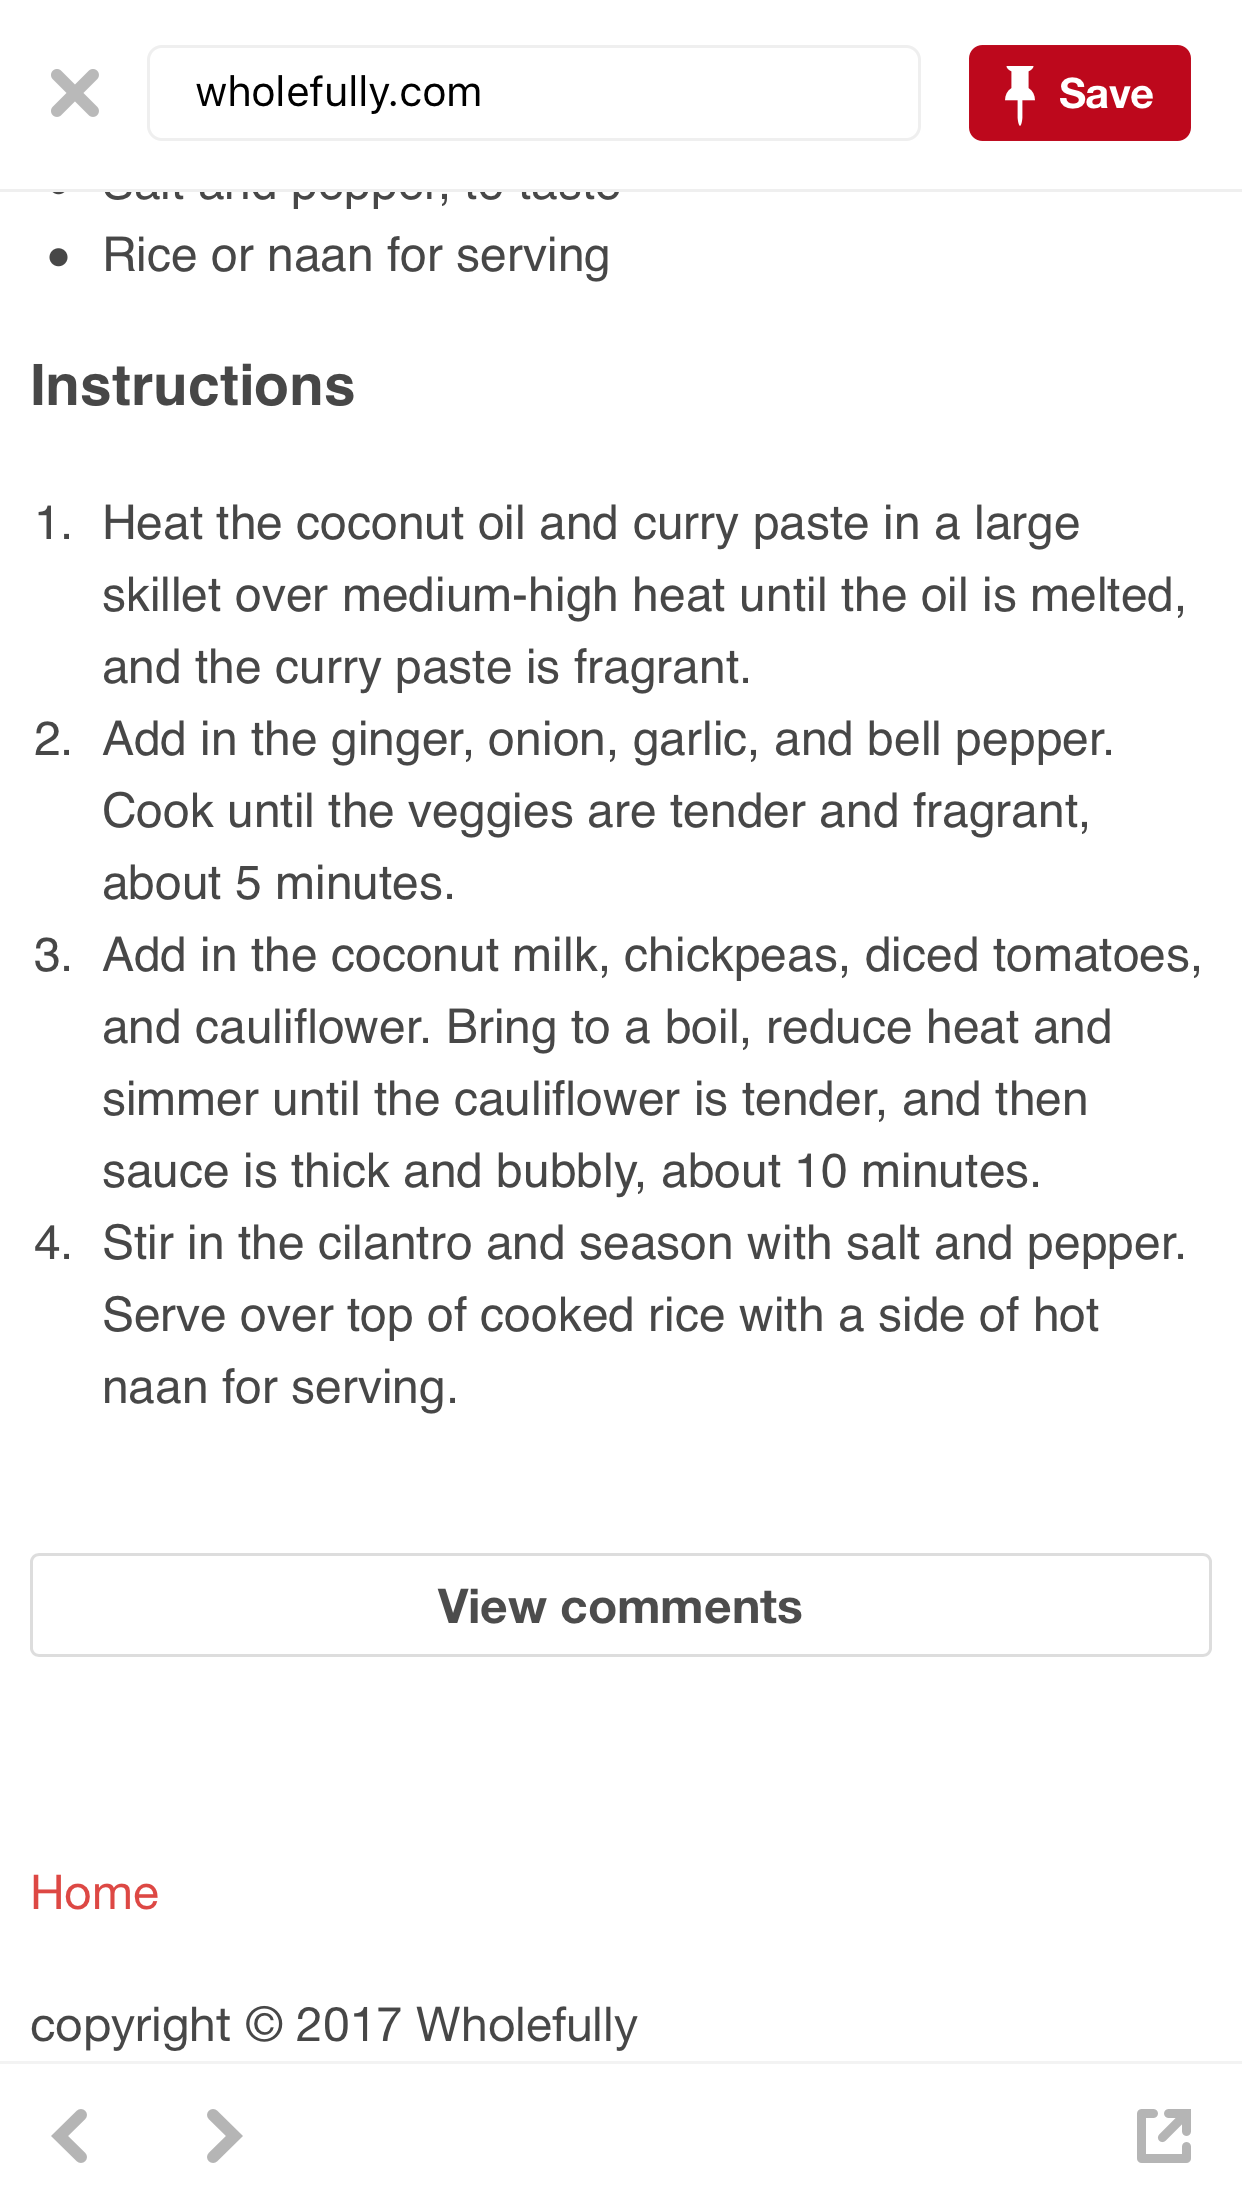 wholefully.com
Save
Salt and pepper, to taste
• Rice or naan for serving
Instructions
1. Heat the coconut oil and curry paste in a large
skillet over medium-high heat until the oil is melted,
and the curry paste is fragrant.
2. Add in the ginger, onion, garlic, and bell pepper.
Cook until the veggies are tender and fragrant,
about 5 minutes.
3. Add in the coconut milk, chickpeas, diced tomatoes,
and cauliflower. Bring to a boil, reduce heat and
simmer until the cauliflower is tender, and then
sauce is thick and bubbly, about 10 minutes.
4. Stir in the cilantro and season with salt and pepper.
Serve over top of cooked rice with a side of hot
naan for serving.
View comments
Home
copyright © 2017 Wholefully